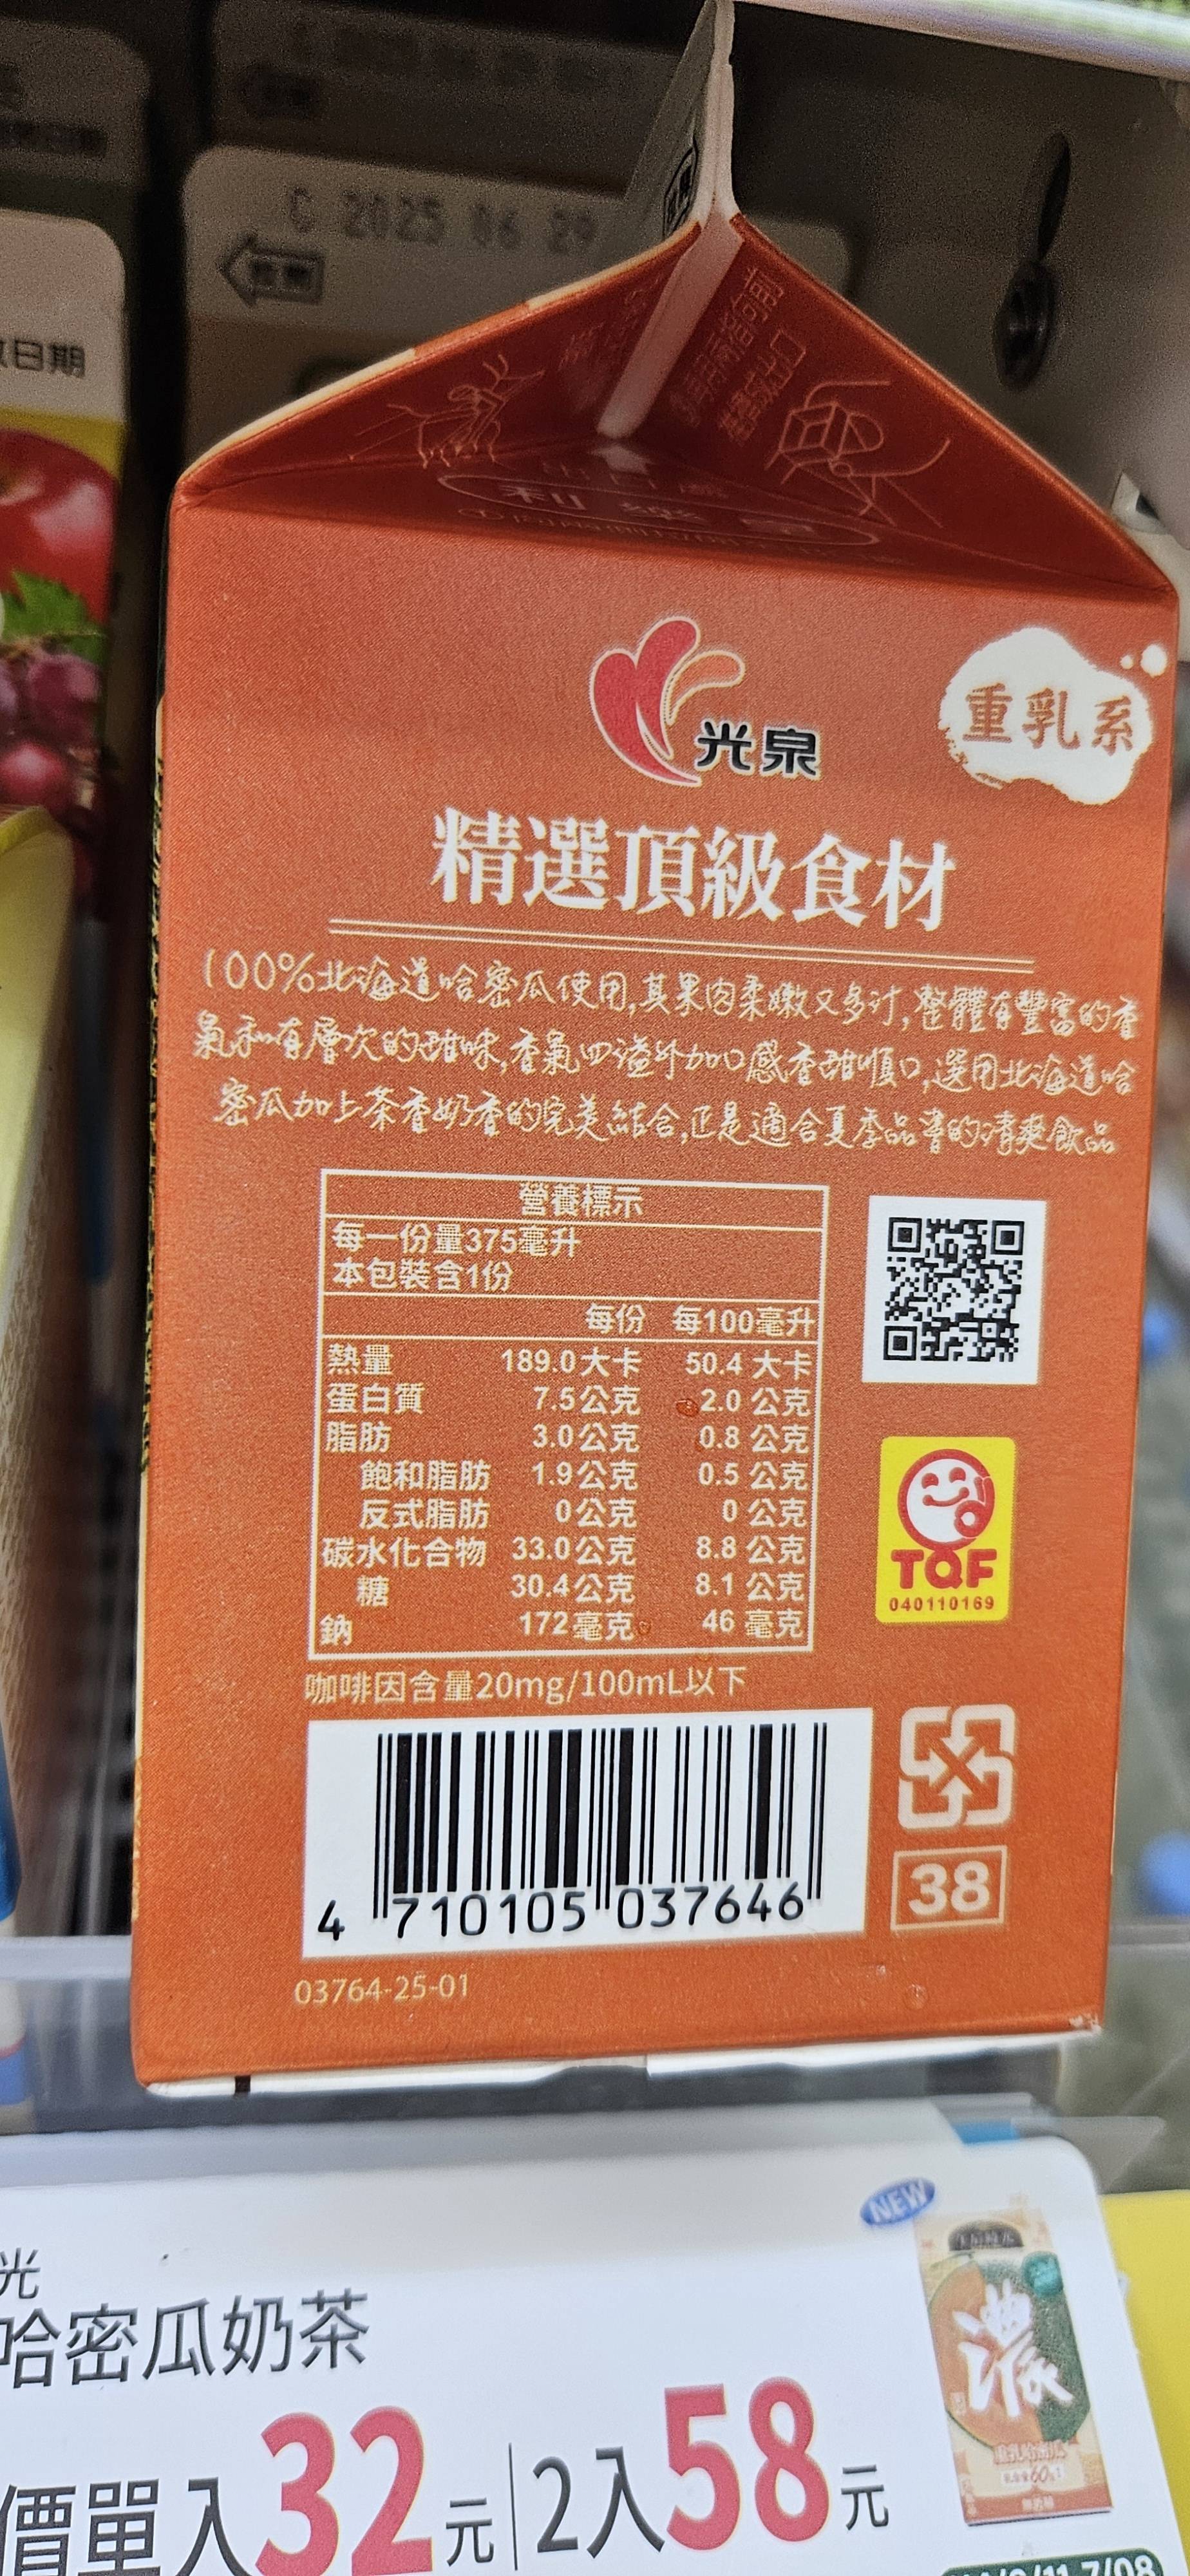 C 2025 06 29
日期
利樂包
光泉
重乳系
精選頂級食材
100%北海道哈密瓜使用,其果肉柔嫩又多汁,整體有豐富的香
氣和有層次的甜味,香氣四溢外加口感香甜順口,選用北海道哈
密瓜加上茶香奶香的完美結合,正是適合夏季品嘗的清爽飲品
營養標示
每一份量375毫升
本包裝含1份
每份 每100毫升
熱量 189.0大卡 50.4 大卡
蛋白質 7.5公克 2.0 公克
脂肪 3.0公克 0.8 公克
飽和脂肪 1.9公克 0.5 公克
反式脂肪 0公克 0 公克
碳水化合物 33.0公克 8.8 公克
糖 30.4公克 8.1 公克
鈉 172毫克 46 毫克
咖啡因含量20mg/100mL以下
TQF
040110169
4 710105 037646
38
03764-25-01
NEW
光
哈密瓜奶茶
濃
價單入32元 2入58元